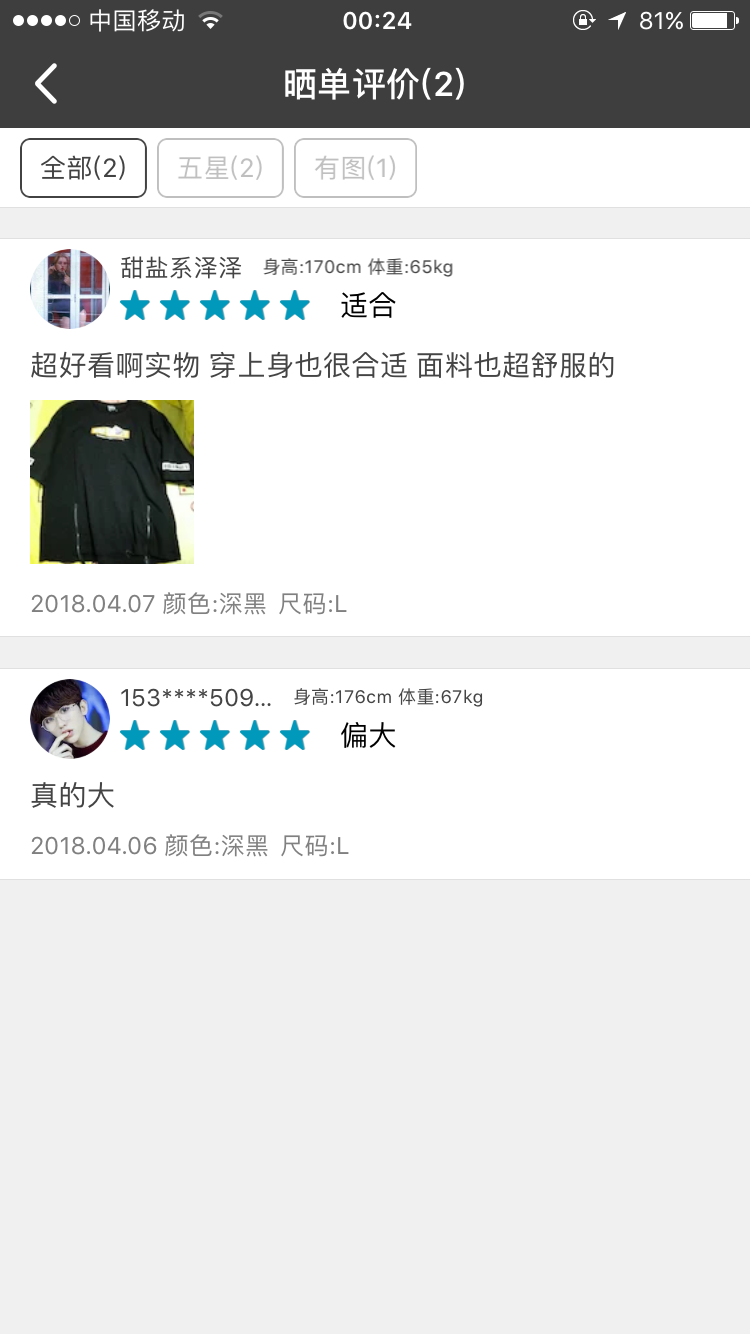 中国移动 00:24 81%
晒单评价(2)
全部(2) 五星(2) 有图(1)
甜盐系泽泽 身高:170cm 体重:65kg
适合
超好看啊实物 穿上身也很合适 面料也超舒服的
2018.04.07 颜色:深黑 尺码:L
153****509... 身高:176cm 体重:67kg
偏大
真的大
2018.04.06 颜色:深黑 尺码:L